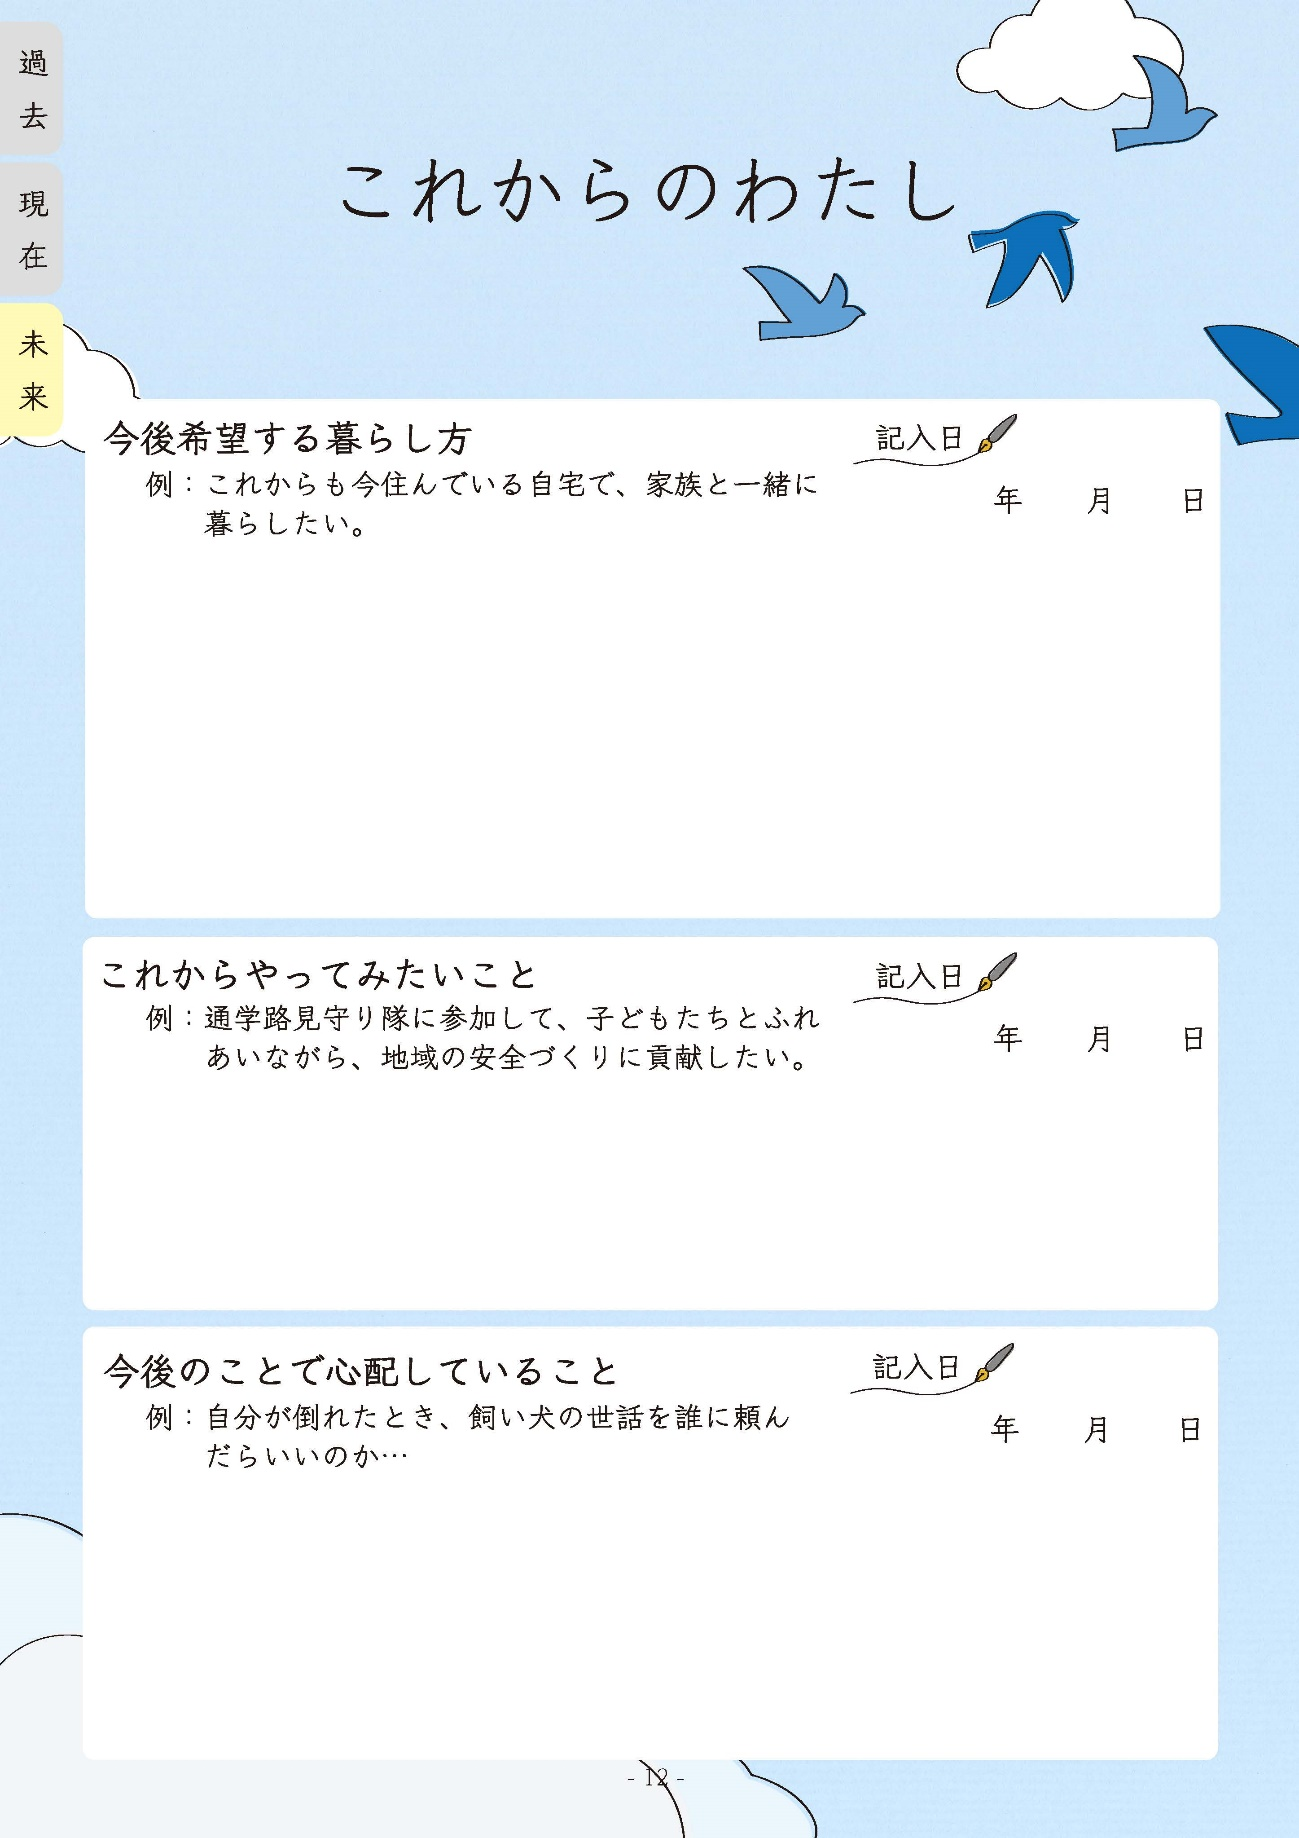 過去
現在
未来
これからのわたし
今後希望する暮らし方
記入日
例：これからも今住んでいる自宅で、家族と一緒に
暮らしたい。
年 月 日
これからやってみたいこと
記入日
例：通学路見守り隊に参加して、子どもたちとふれ
あいながら、地域の安全づくりに貢献したい。
年 月 日
今後のことで心配していること
記入日
例：自分が倒れたとき、飼い犬の世話を誰に頼ん
だらいいのか…
年 月 日
- 12 -